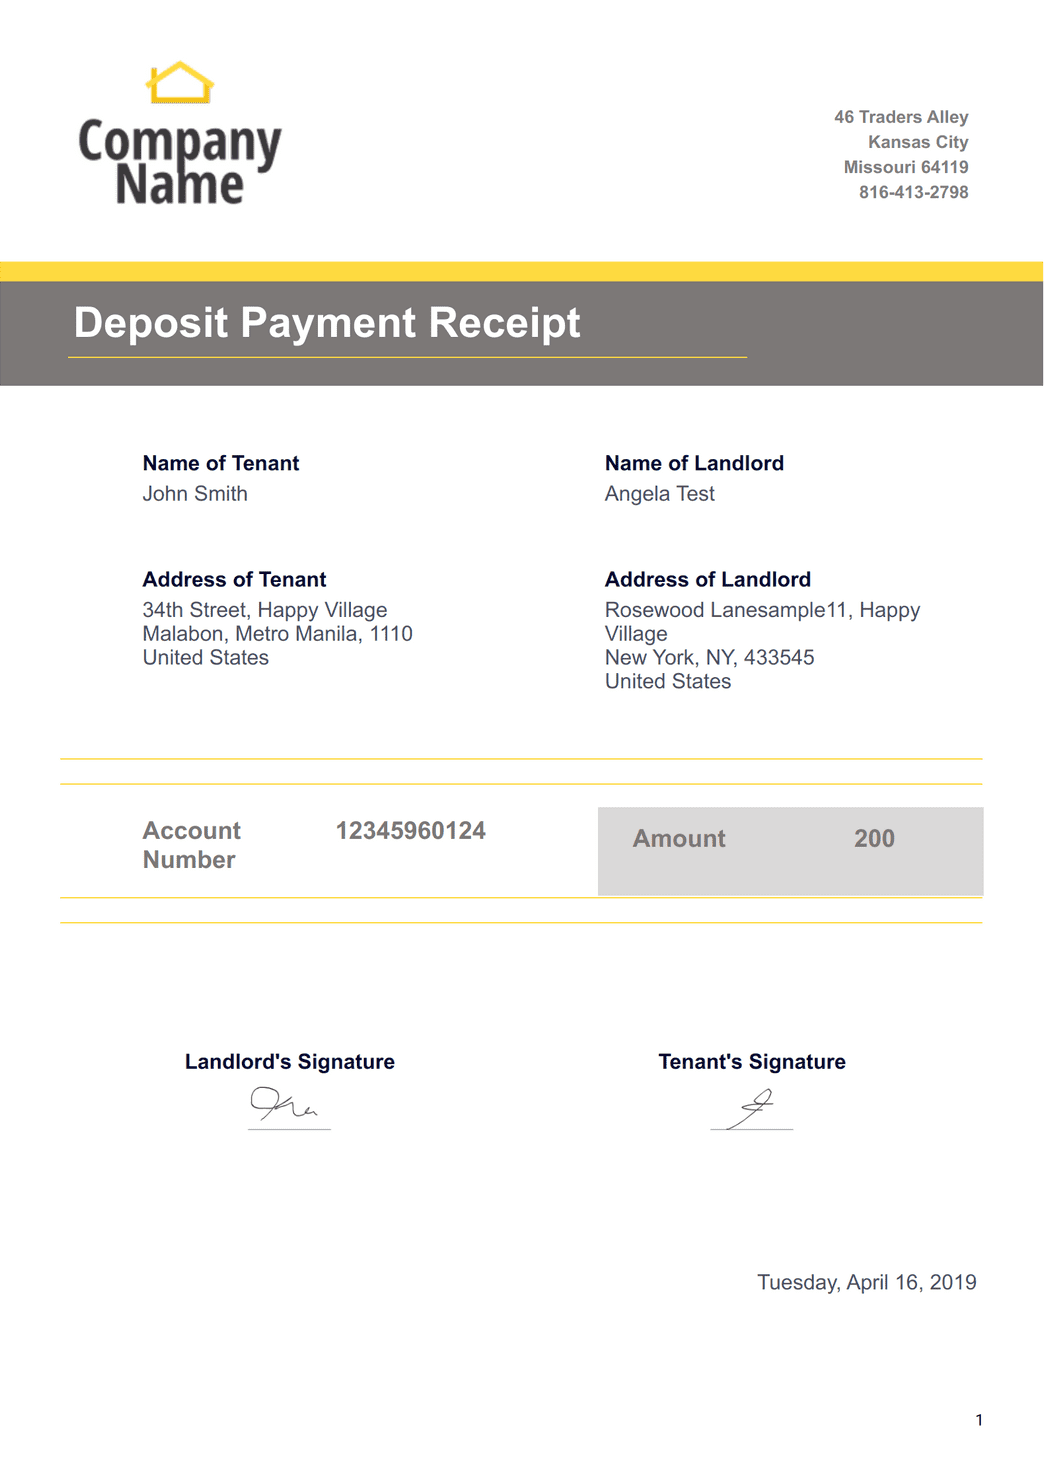 Company
Name
46 Traders Alley
Kansas City
Missouri 64119
816-413-2798
Deposit Payment Receipt
Name of Tenant
John Smith
Name of Landlord
Angela Test
Address of Tenant
34th Street, Happy Village
Malabon, Metro Manila, 1110
United States
Address of Landlord
Rosewood Lanesample11, Happy
Village
New York, NY, 433545
United States
Account
Number
12345960124
Amount
200
Landlord's Signature
Tenant's Signature
Tuesday, April 16, 2019
1